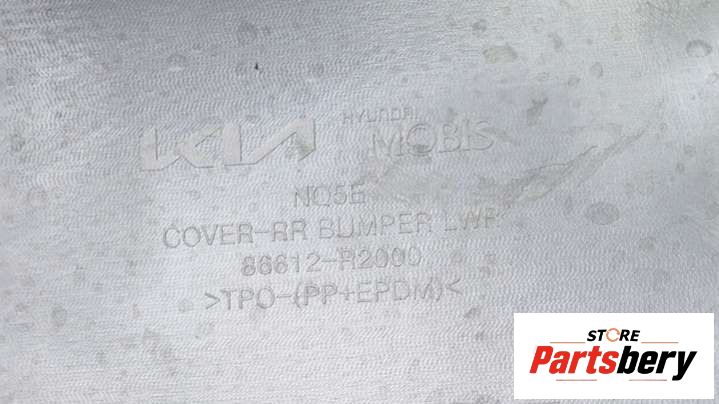 KIA HYUNDAI MOBIS
NQ5E
COVER-RR BUMPER LWR
86612-R2000
>TPO-(PP+EPDM)<
STORE
Partsbery